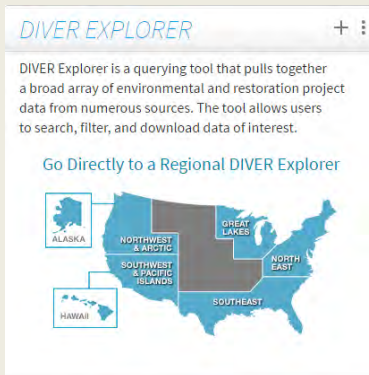 DIVER EXPLORER
DIVER Explorer is a querying tool that pulls together
a broad array of environmental and restoration project
data from numerous sources. The tool allows users
to search, filter, and download data of interest.
Go Directly to a Regional DIVER Explorer
ALASKA
NORTHWEST
& ARCTIC
GREAT
LAKES
SOUTHWEST
& PACIFIC
ISLANDS
NORTH
EAST
HAWAII
SOUTHEAST